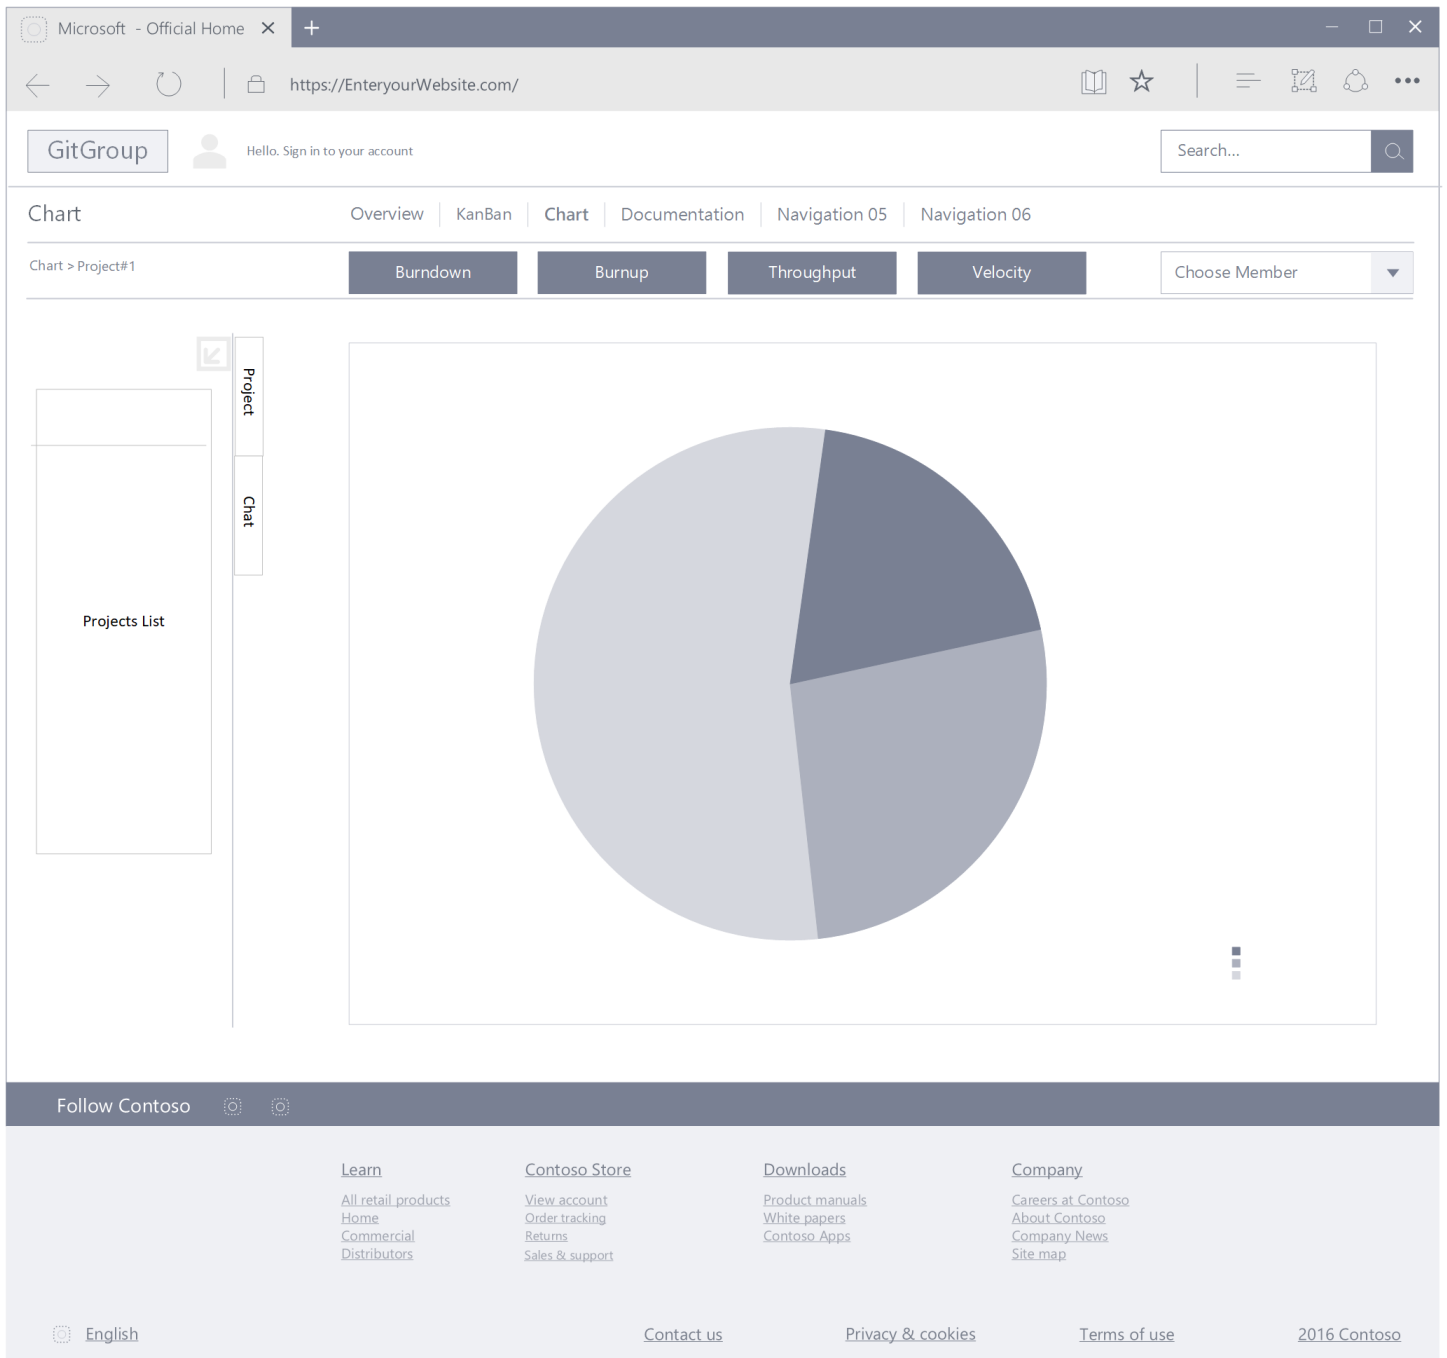 Microsoft - Official Home
https://EnteryourWebsite.com/
GitGroup
Hello. Sign in to your account
Search...
Chart
Overview KanBan Chart Documentation Navigation 05 Navigation 06
Chart > Project#1
Burndown Burnup Throughput Velocity
Choose Member
Project
Chat
Projects List
Follow Contoso
Learn
All retail products
Home
Commercial
Distributors
Contoso Store
View account
Order tracking
Returns
Sales & support
Downloads
Product manuals
White papers
Contoso Apps
Company
Careers at Contoso
About Contoso
Company News
Site map
English
Contact us
Privacy & cookies
Terms of use
2016 Contoso